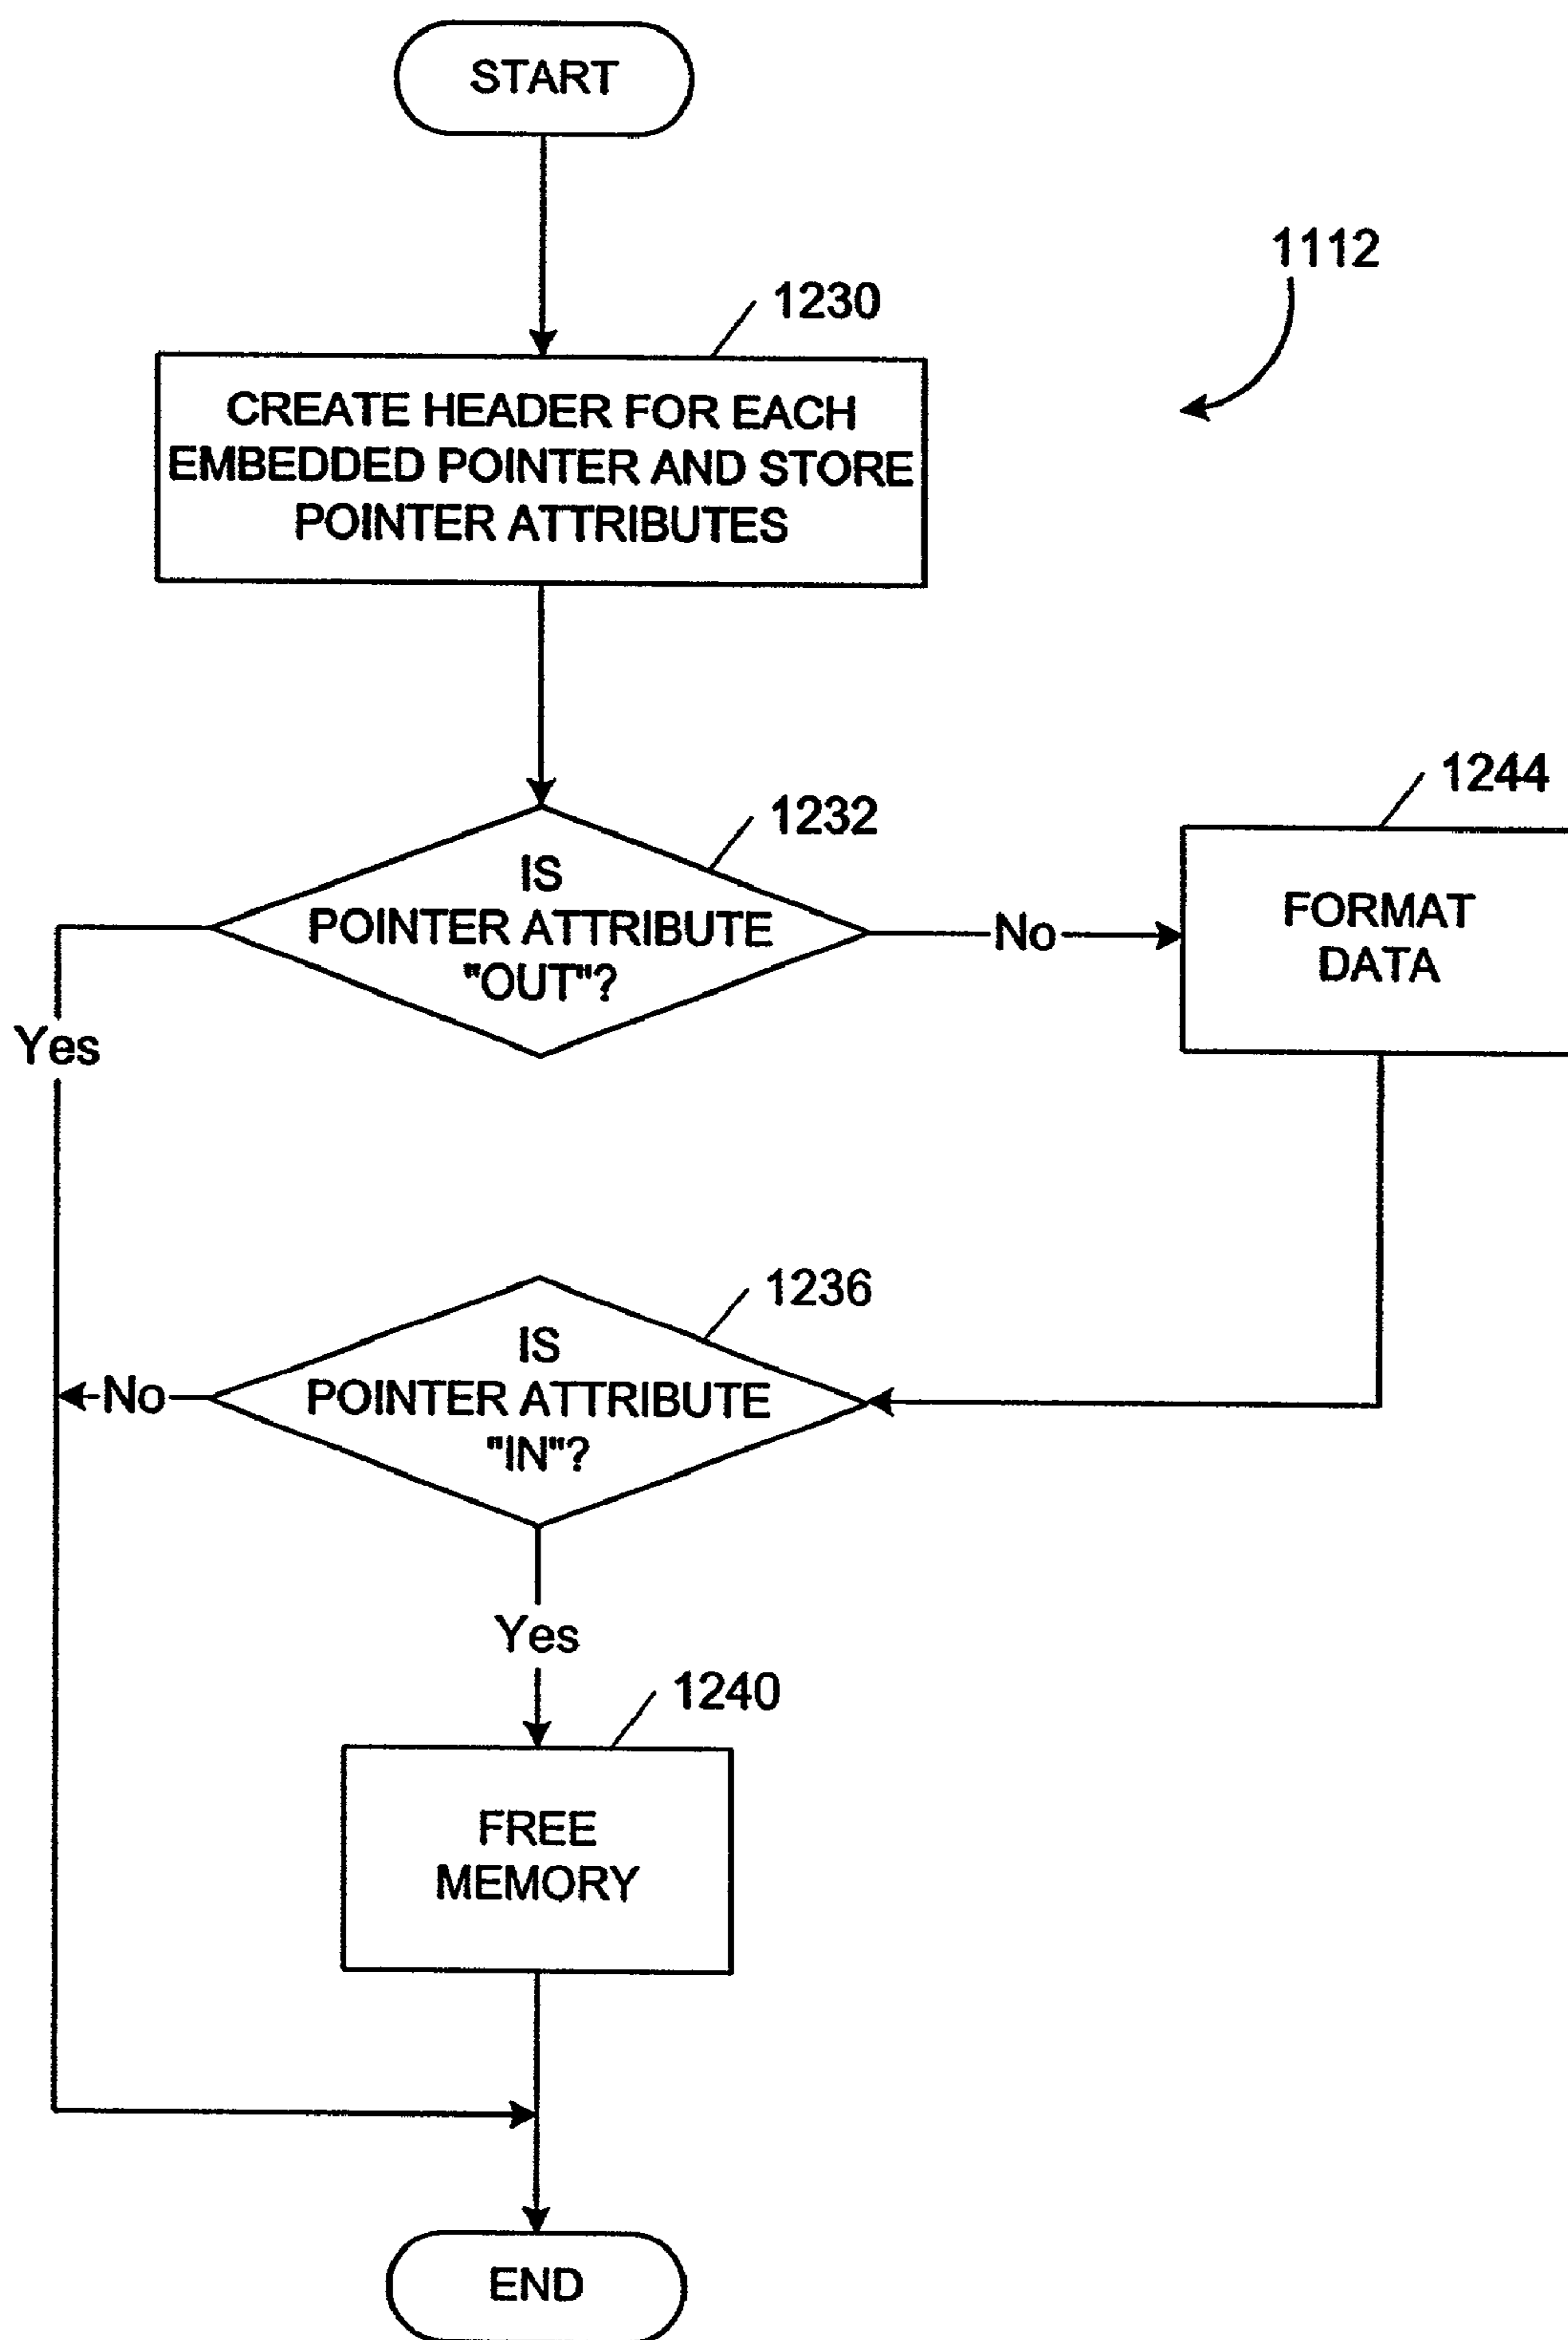 START
1112
1230
CREATE HEADER FOR EACH
EMBEDDED POINTER AND STORE
POINTER ATTRIBUTES
1232
IS
POINTER ATTRIBUTE
"OUT"?
No
1244
FORMAT
DATA
Yes
1236
IS
POINTER ATTRIBUTE
"IN"?
No
Yes
1240
FREE
MEMORY
END